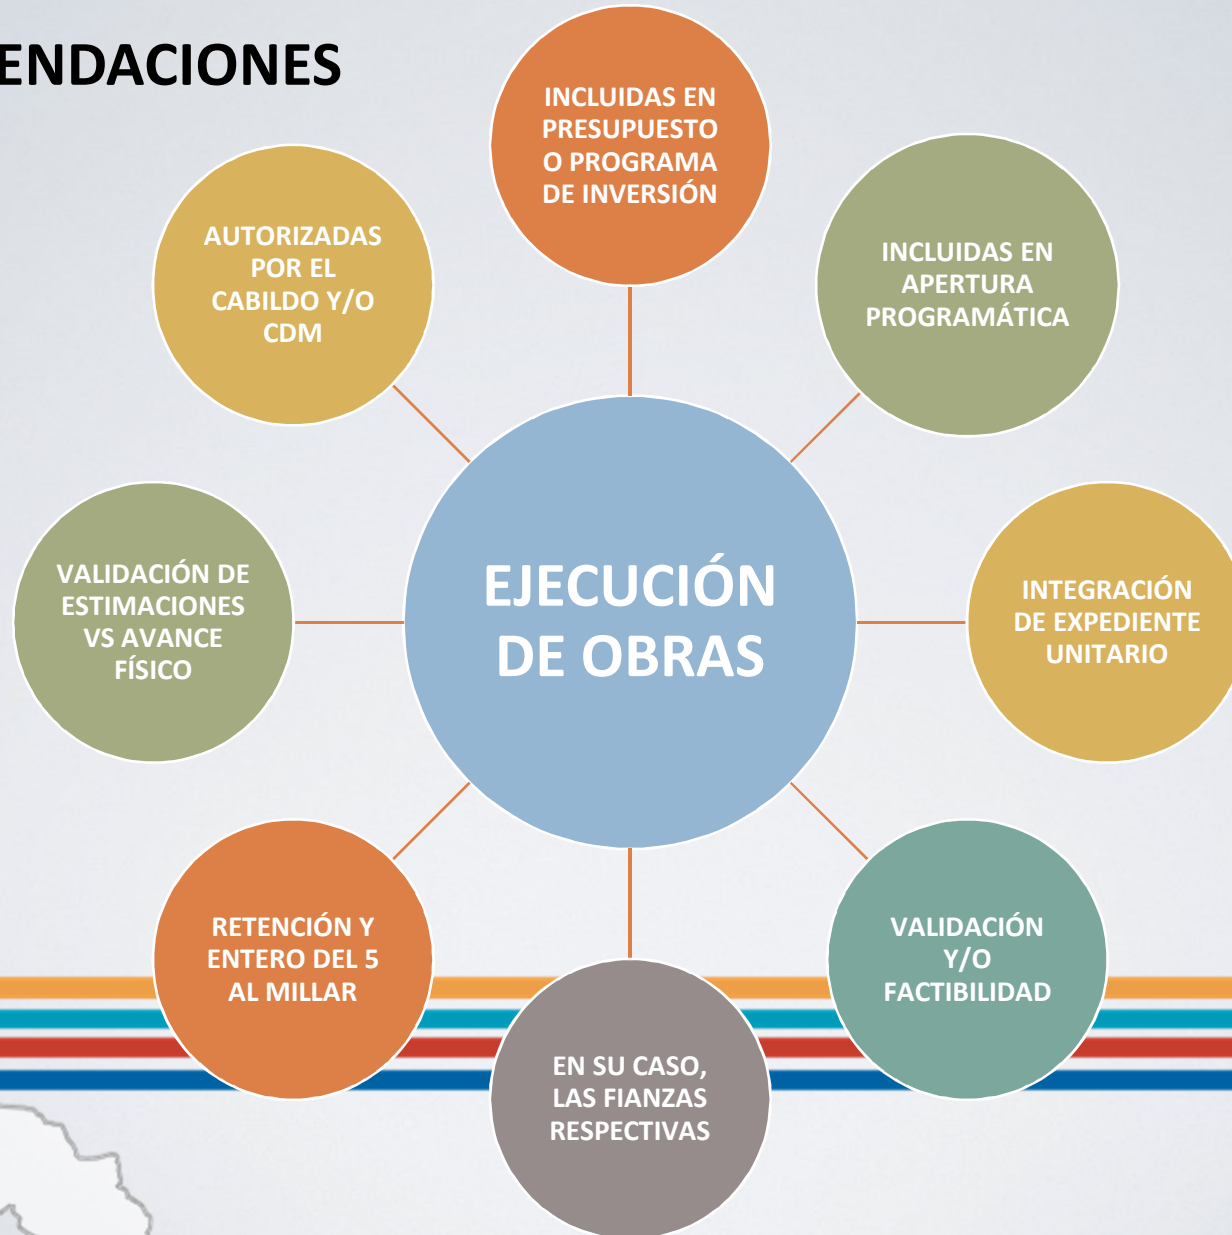 ENDACIONES
INCLUIDAS EN
PRESUPUESTO
O PROGRAMA
DE INVERSIÓN
INCLUIDAS EN
APERTURA
PROGRAMÁTICA
INTEGRACIÓN
DE EXPEDIENTE
UNITARIO
VALIDACIÓN
Y/O
FACTIBILIDAD
EN SU CASO,
LAS FIANZAS
RESPECTIVAS
RETENCIÓN Y
ENTERO DEL 5
AL MILLAR
VALIDACIÓN DE
ESTIMACIONES
VS AVANCE
FÍSICO
AUTORIZADAS
POR EL
CABILDO Y/O
CDM
EJECUCIÓN
DE OBRAS